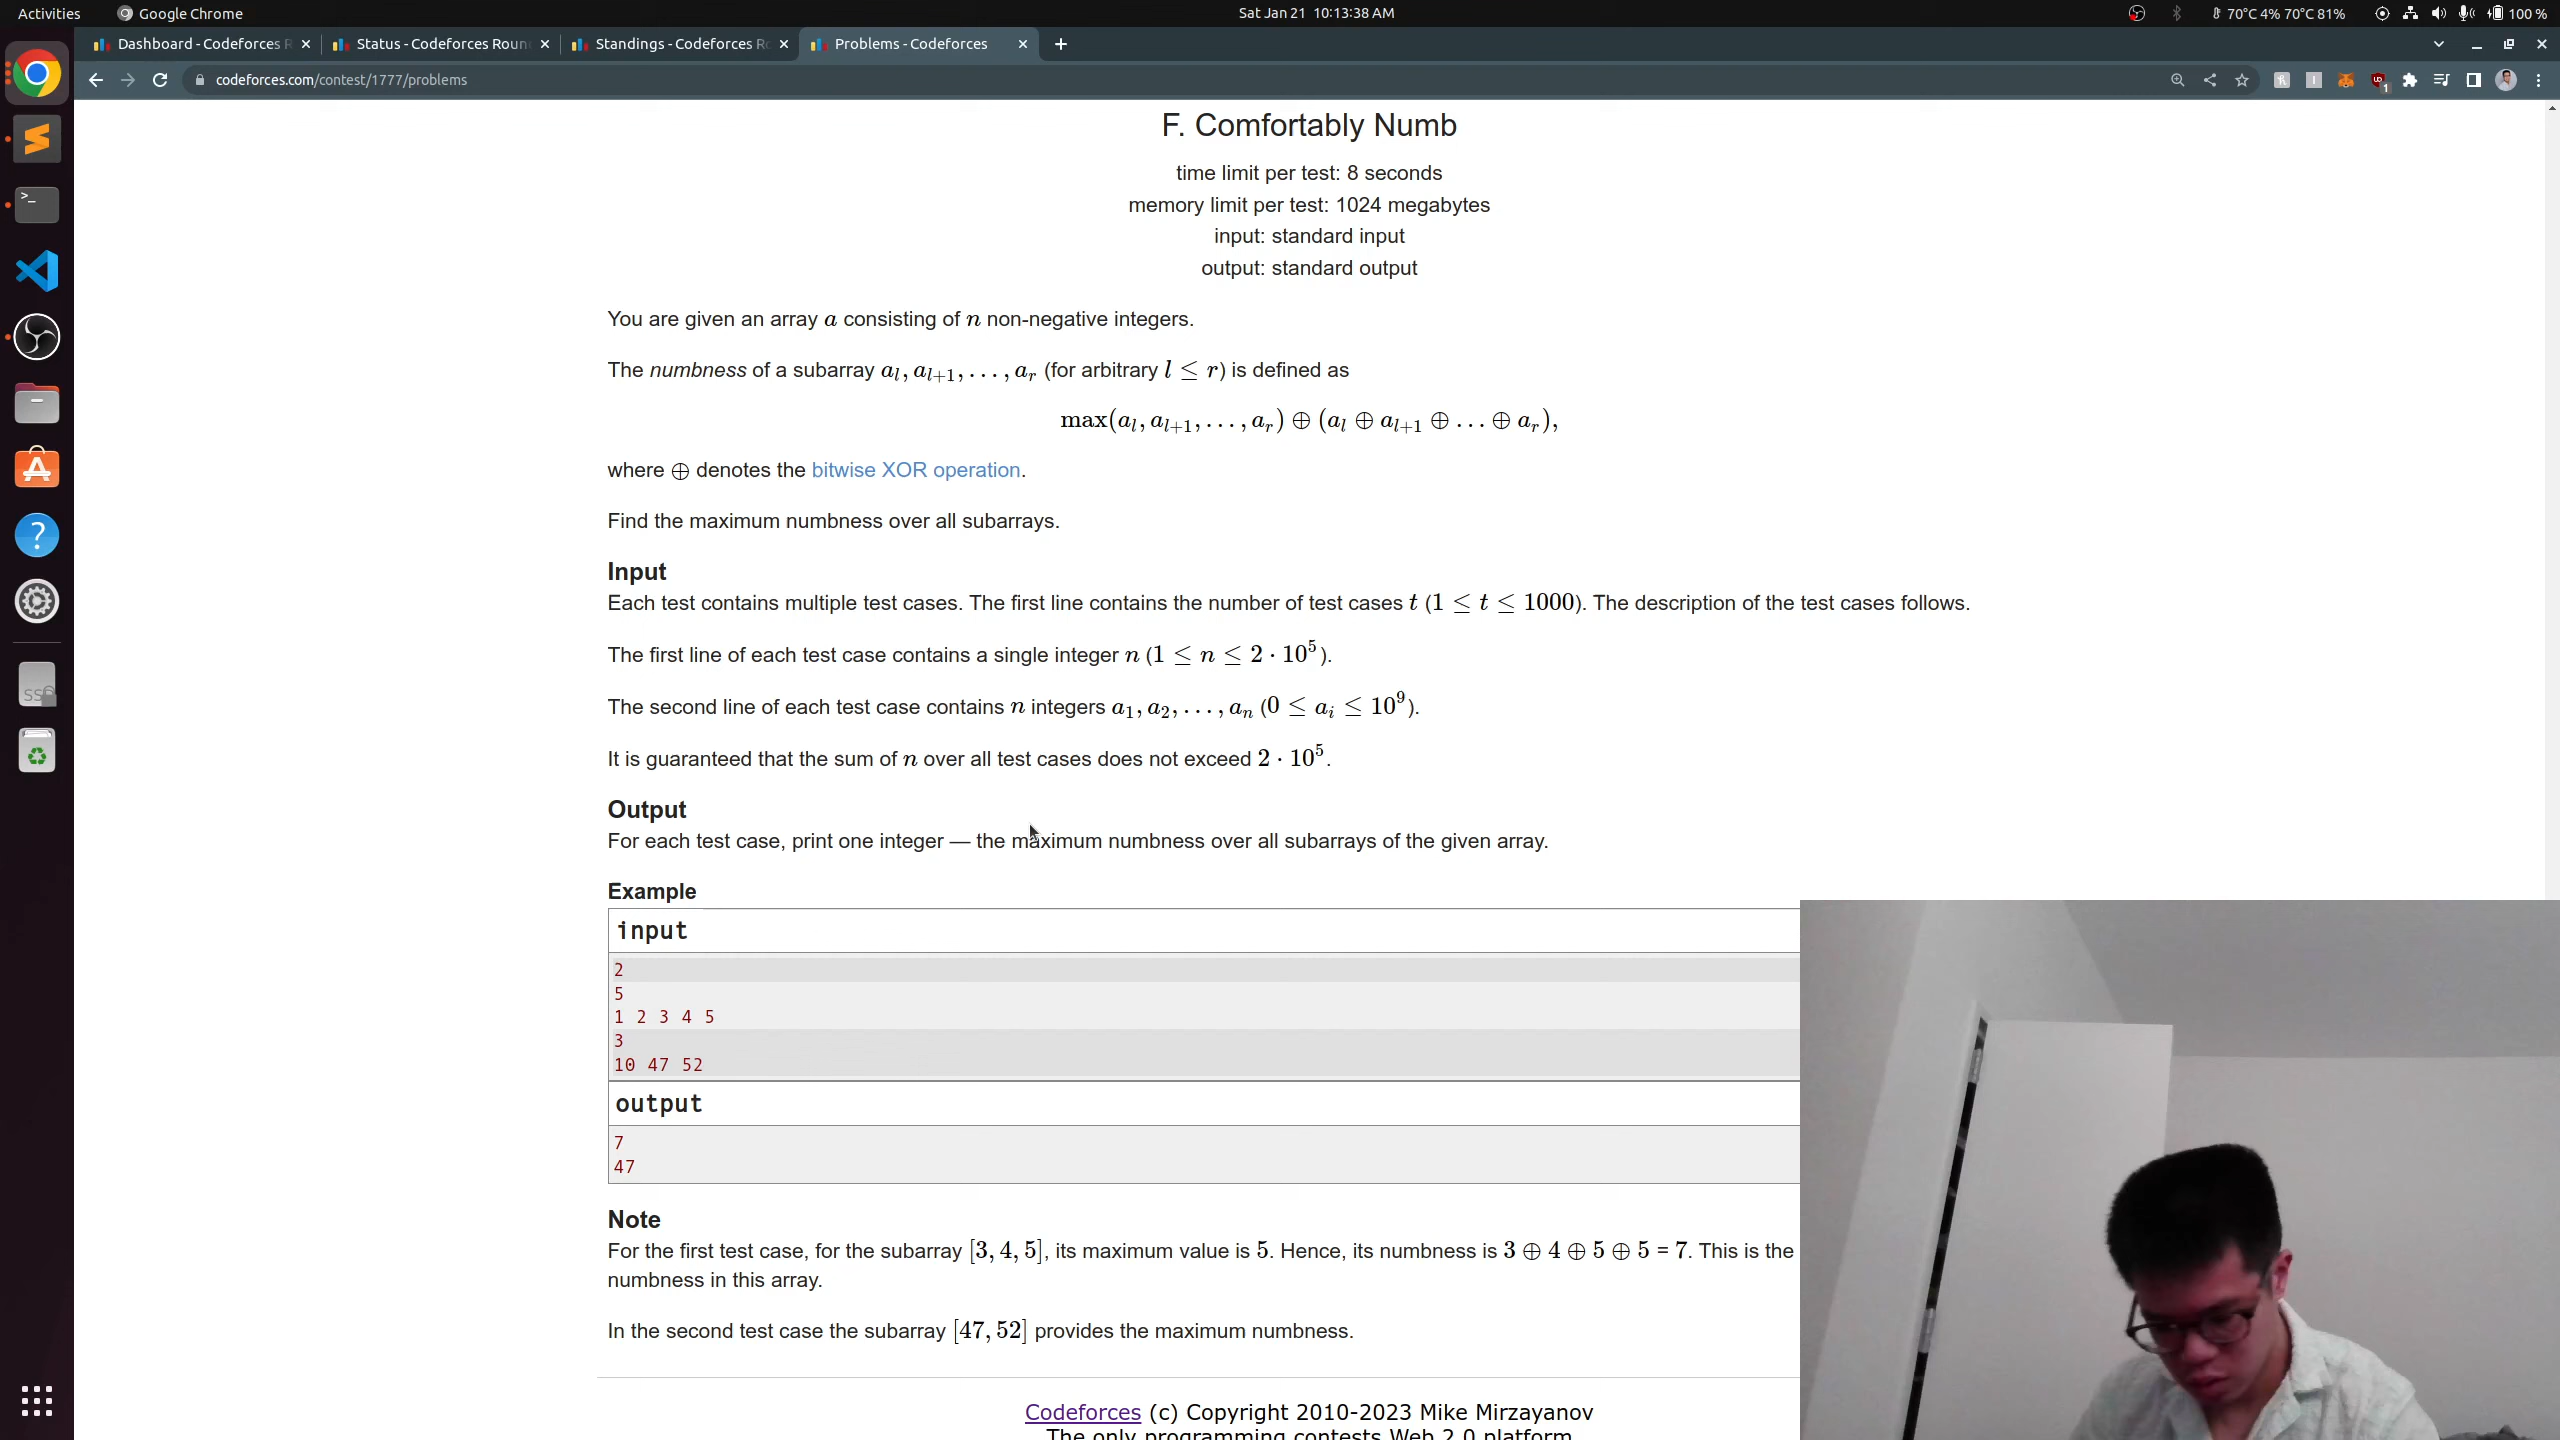 Activities
Google Chrome
Sat Jan 21 10:13:38 AM
70°C 4% 70°C 81%
100 %
Dashboard - Codeforces R
Status - Codeforces Roun
Standings - Codeforces Ro
Problems - Codeforces
codeforces.com/contest/1777/problems
F. Comfortably Numb
time limit per test: 8 seconds
memory limit per test: 1024 megabytes
input: standard input
output: standard output
You are given an array a consisting of n non-negative integers.
The numbness of a subarray a_l, a_{l+1}, . . . , a_r (for arbitrary l ≤ r) is defined as
max(a_l, a_{l+1}, . . . , a_r) ⊕ (a_l ⊕ a_{l+1} ⊕ . . . ⊕ a_r),
where ⊕ denotes the bitwise XOR operation.
Find the maximum numbness over all subarrays.
Input
Each test contains multiple test cases. The first line contains the number of test cases t (1 ≤ t ≤ 1000). The description of the test cases follows.
The first line of each test case contains a single integer n (1 ≤ n ≤ 2 · 10^5).
The second line of each test case contains n integers a_1, a_2, . . . , a_n (0 ≤ a_i ≤ 10^9).
It is guaranteed that the sum of n over all test cases does not exceed 2 · 10^5.
Output
For each test case, print one integer — the maximum numbness over all subarrays of the given array.
Example
input
2
5
1 2 3 4 5
3
10 47 52
output
7
47
Note
For the first test case, for the subarray [3, 4, 5], its maximum value is 5. Hence, its numbness is 3 ⊕ 4 ⊕ 5 ⊕ 5 = 7. This is the
numbness in this array.
In the second test case the subarray [47, 52] provides the maximum numbness.
Codeforces (c) Copyright 2010-2023 Mike Mirzayanov
The only programming contests Web 2.0 platform